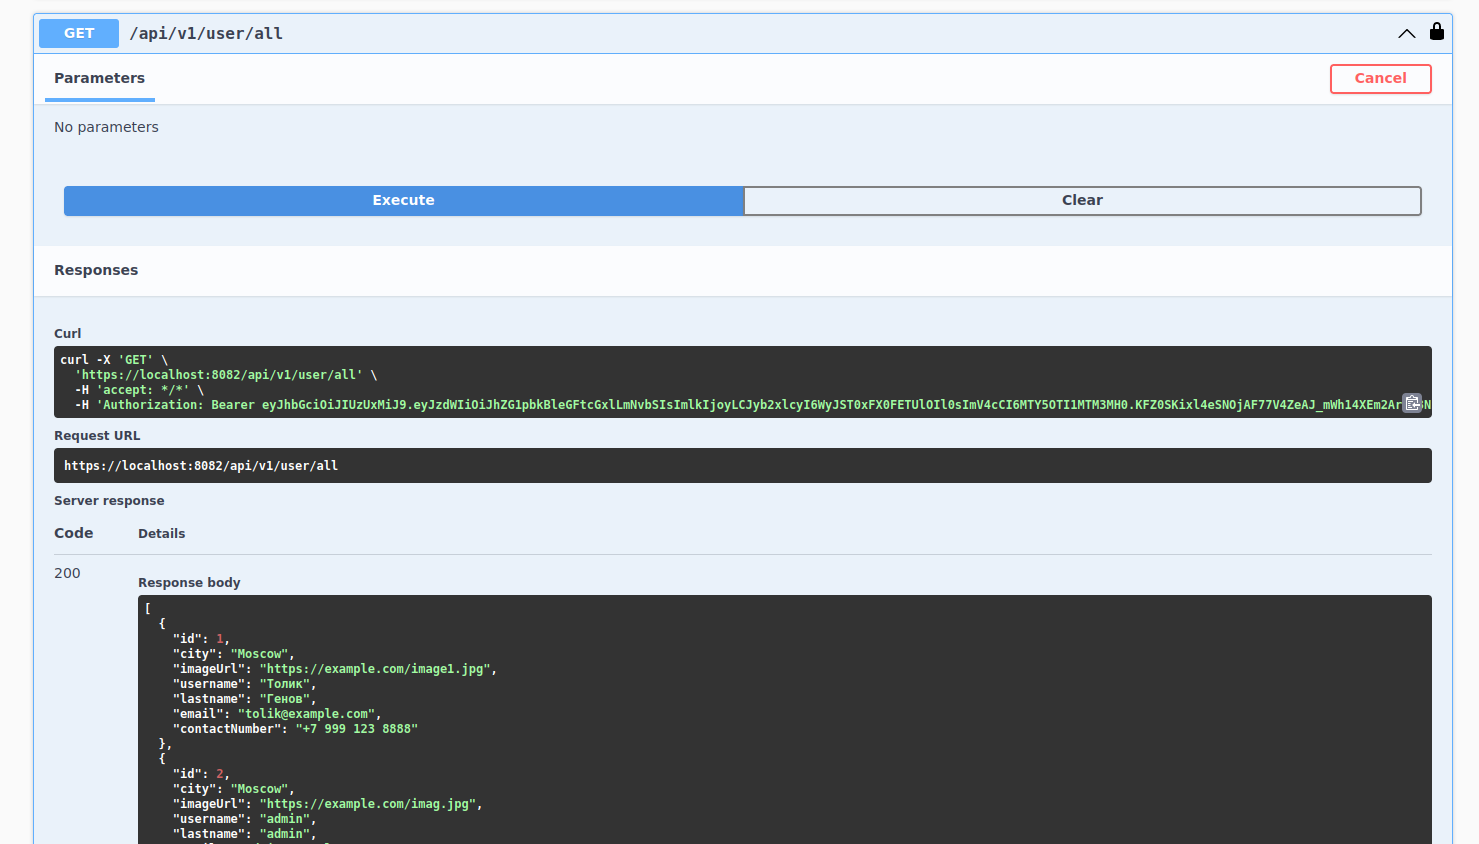 GET /api/v1/user/all
Parameters
Cancel
No parameters
Execute
Clear
Responses
Curl
curl -X 'GET' \
'https://localhost:8082/api/v1/user/all' \
-H 'accept: */*' \
-H 'Authorization: Bearer eyJhbGciOiJIUzUxMiJ9.eyJzdWIiOiJhZG1pbkBleGFtcGxlLmNvbSIsImlkIjoyLCJyb2xlcyI6WyJST0xFX0FETUlOIl0sImV4cCI6MTY5OTI1MTM3MH0.KFZ0SKixl4eSNOjAF77V4ZeAJ_mWh14XEm2Ar
Request URL
https://localhost:8082/api/v1/user/all
Server response
Code
Details
200
Response body
[
{
"id": 1,
"city": "Moscow",
"imageUrl": "https://example.com/image1.jpg",
"username": "Толик",
"lastname": "Генов",
"email": "tolik@example.com",
"contactNumber": "+7 999 123 8888"
},
{
"id": 2,
"city": "Moscow",
"imageUrl": "https://example.com/imag.jpg",
"username": "admin",
"lastname": "admin",